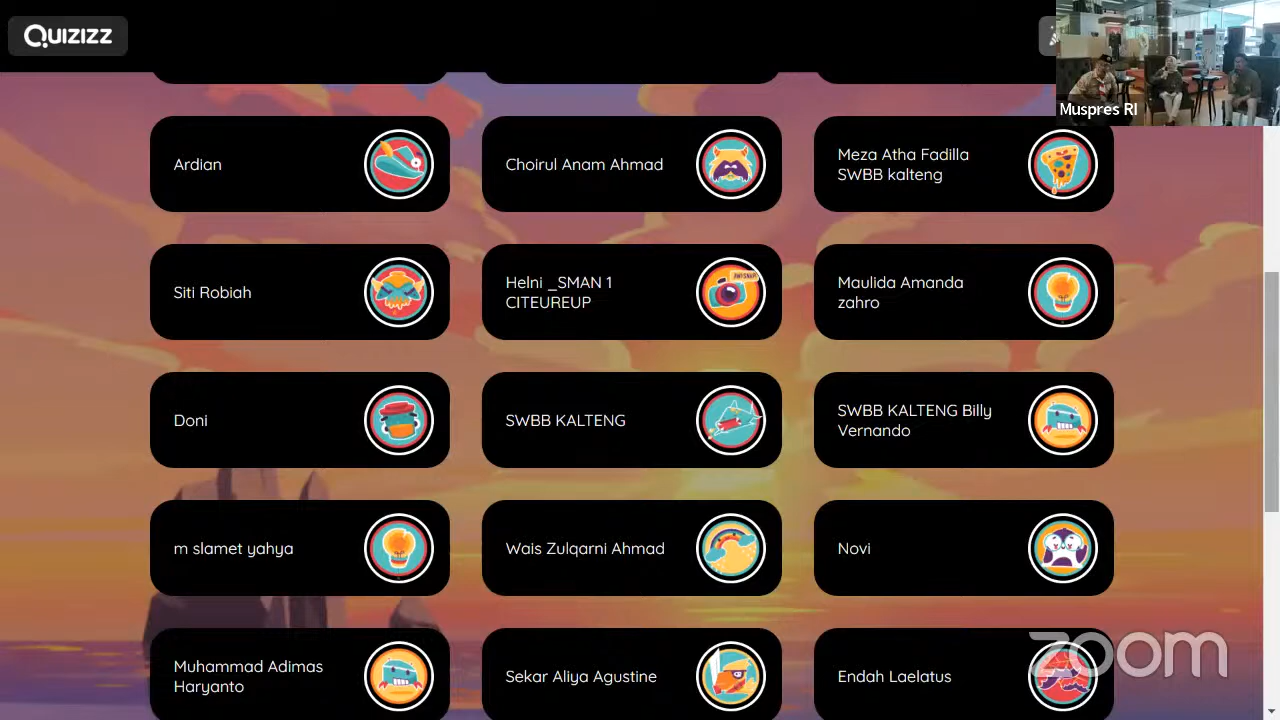 QUIZIZZ
Muspres RI
Ardian
Choirul Anam Ahmad
Meza Atha Fadilla
SWBB kalteng
Siti Robiah
Helni _SMAN 1
CITEUREUP
Maulida Amanda
zahro
Doni
SWBB KALTENG
SWBB KALTENG Billy
Vernando
m slamet yahya
Wais Zulqarni Ahmad
Novi
Muhammad Adimas
Haryanto
Sekar Aliya Agustine
Endah Laelatus
zoom